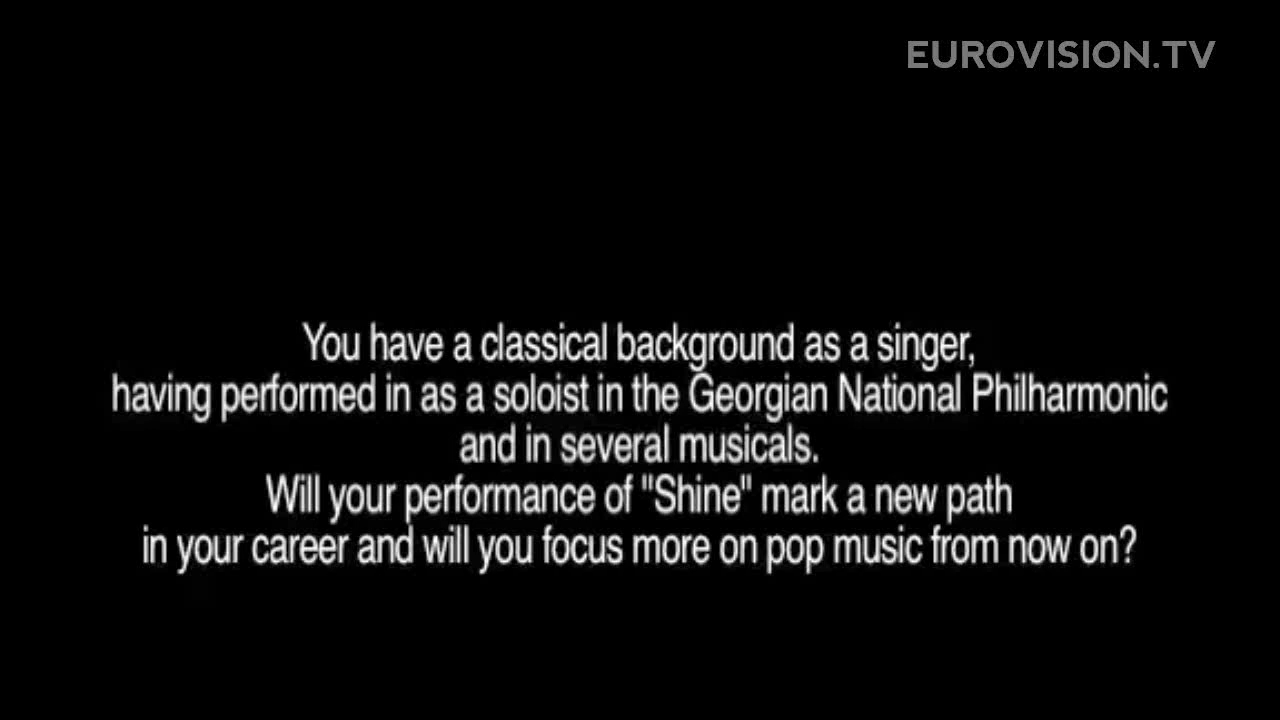 EUROVISION.TV
You have a classical background as a singer,
having performed in as a soloist in the Georgian National Philharmonic
and in several musicals.
Will your performance of "Shine" mark a new path
in your career and will you focus more on pop music from now on?